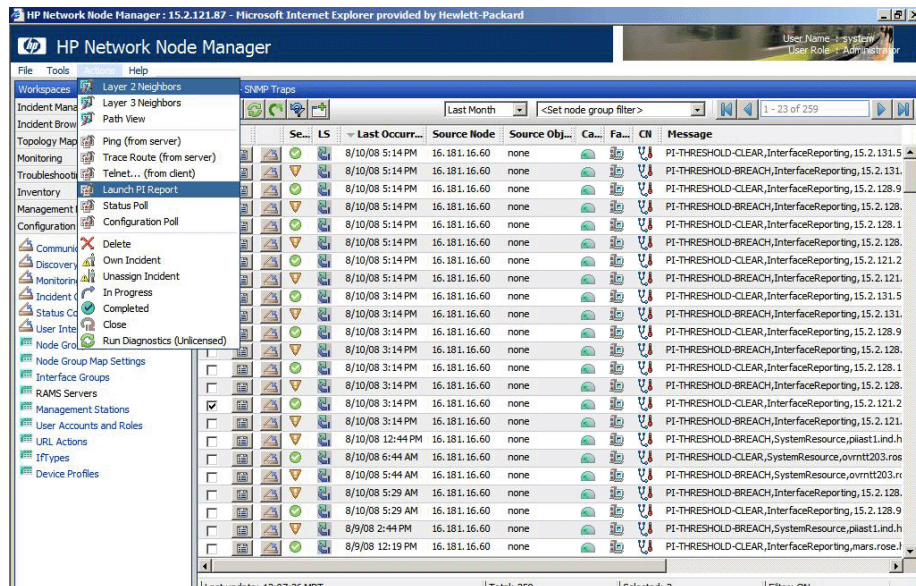 HP Network Node Manager : 15.2.121.87 - Microsoft Internet Explorer provided by Hewlett-Packard
hp HP Network Node Manager
User Name : system
User Role : Administrator
File Tools Actions Help
Workspaces
SNMP Traps
Incident Mana
Incident Brow
Topology Map
Monitoring
Troubleshooti
Inventory
Management
Configuration
Communic
Discovery
Monitorin
Incident C
Status Co
User Inte
Node Gro
Node Group Map Settings
Interface Groups
RAMS Servers
Management Stations
User Accounts and Roles
URL Actions
IfTypes
Device Profiles
Layer 2 Neighbors
Layer 3 Neighbors
Path View
Ping (from server)
Trace Route (from server)
Telnet... (from client)
Launch PI Report
Status Poll
Configuration Poll
Delete
Own Incident
Unassign Incident
In Progress
Completed
Close
Run Diagnostics (Unlicensed)
Last Month <Set node group filter> 1 - 23 of 259
Se... LS Last Occurr... Source Node Source Obj... Ca... Fa... CN Message
8/10/08 5:14 PM 16.181.16.60 none PI-THRESHOLD-CLEAR,InterfaceReporting,15.2.131.5
8/10/08 5:14 PM 16.181.16.60 none PI-THRESHOLD-BREACH,InterfaceReporting,15.2.131.
8/10/08 5:14 PM 16.181.16.60 none PI-THRESHOLD-CLEAR,InterfaceReporting,15.2.128.9
8/10/08 5:14 PM 16.181.16.60 none PI-THRESHOLD-BREACH,InterfaceReporting,15.2.128.
8/10/08 5:14 PM 16.181.16.60 none PI-THRESHOLD-CLEAR,InterfaceReporting,15.2.128.1
8/10/08 5:14 PM 16.181.16.60 none PI-THRESHOLD-BREACH,InterfaceReporting,15.2.128.
8/10/08 5:14 PM 16.181.16.60 none PI-THRESHOLD-CLEAR,InterfaceReporting,15.2.121.2
8/10/08 5:14 PM 16.181.16.60 none PI-THRESHOLD-BREACH,InterfaceReporting,15.2.121.
8/10/08 3:14 PM 16.181.16.60 none PI-THRESHOLD-CLEAR,InterfaceReporting,15.2.131.5
8/10/08 3:14 PM 16.181.16.60 none PI-THRESHOLD-BREACH,InterfaceReporting,15.2.131.
8/10/08 3:14 PM 16.181.16.60 none PI-THRESHOLD-CLEAR,InterfaceReporting,15.2.128.9
8/10/08 3:14 PM 16.181.16.60 none PI-THRESHOLD-BREACH,InterfaceReporting,15.2.128.
8/10/08 3:14 PM 16.181.16.60 none PI-THRESHOLD-CLEAR,InterfaceReporting,15.2.128.1
8/10/08 3:14 PM 16.181.16.60 none PI-THRESHOLD-BREACH,InterfaceReporting,15.2.128.
8/10/08 3:14 PM 16.181.16.60 none PI-THRESHOLD-CLEAR,InterfaceReporting,15.2.121.2
8/10/08 3:14 PM 16.181.16.60 none PI-THRESHOLD-BREACH,InterfaceReporting,15.2.121.
8/10/08 12:44 PM 16.181.16.60 none PI-THRESHOLD-BREACH,SystemResource,piiast1.ind.h
8/10/08 6:44 AM 16.181.16.60 none PI-THRESHOLD-CLEAR,SystemResource,ovrntt203.ros
8/10/08 5:44 AM 16.181.16.60 none PI-THRESHOLD-BREACH,SystemResource,ovrntt203.ro
8/10/08 5:29 AM 16.181.16.60 none PI-THRESHOLD-BREACH,InterfaceReporting,15.2.128.
8/10/08 5:29 AM 16.181.16.60 none PI-THRESHOLD-CLEAR,InterfaceReporting,15.2.128.9
8/9/08 2:44 PM 16.181.16.60 none PI-THRESHOLD-BREACH,SystemResource,piiast1.ind.h
8/9/08 12:19 PM 16.181.16.60 none PI-THRESHOLD-CLEAR,InterfaceReporting,mars.rose.h